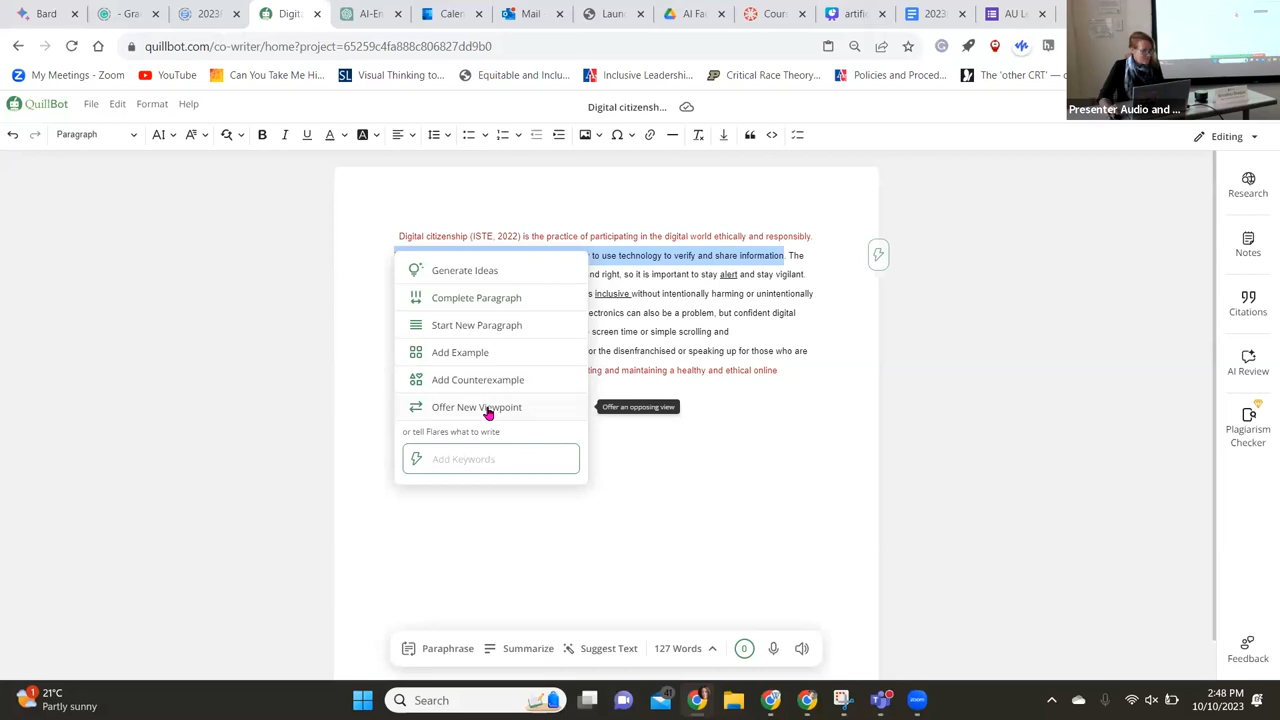 Gra
2023
Digit
AI-E
Calen
Mail
Laun
AI Fa
Cour
artific
2023
AU L
quillbot.com/co-writer/home?project=65259c4fa888c806827dd9b0
My Meetings - Zoom
YouTube
Can You Take Me Hi...
Visual Thinking to...
Equitable and Inclu...
Inclusive Leadershi...
Critical Race Theory...
Policies and Proced...
The 'other CRT'
Presenter Audio and ...
QuillBot File Edit Format Help
Digital citizensh...
Paragraph
Editing
Digital citizenship (ISTE, 2022) is the practice of participating in the digital world ethically and responsibly.
to use technology to verify and share information. The
nd right, so it is important to stay alert and stay vigilant.
s inclusive without intentionally harming or unintentionally
ectronics can also be a problem, but confident digital
screen time or simple scrolling and
or the disenfranchised or speaking up for those who are
ting and maintaining a healthy and ethical online
Generate Ideas
Complete Paragraph
Start New Paragraph
Add Example
Add Counterexample
Offer New Viewpoint
Offer an opposing view
or tell Flares what to write
Add Keywords
Research
Notes
Citations
AI Review
Plagiarism
Checker
Feedback
Paraphrase Summarize Suggest Text 127 Words 0
1
21°C
Partly sunny
Search
41
2:48 PM
10/10/2023